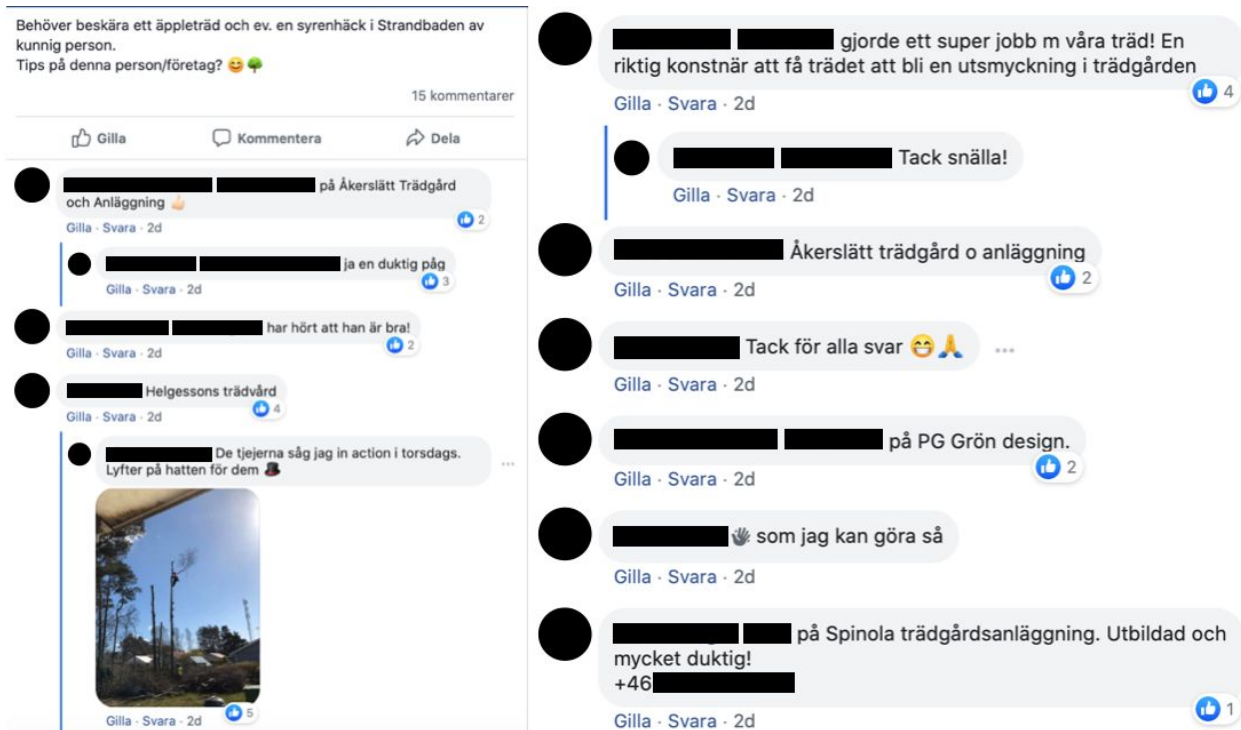 Behöver beskära ett äppleträd och ev. en syrenhäck i Strandbaden av
kunnig person.
Tips på denna person/företag? 😊🌳
15 kommentarer
Gilla Kommentera Dela
på Åkerslätt Trädgård
och Anläggning 👍🏻
2
Gilla · Svara · 2d
ja en duktig påg
3
Gilla · Svara · 2d
har hört att han är bra!
2
Gilla · Svara · 2d
Helgessons trädvård
4
Gilla · Svara · 2d
De tjejerna såg jag in action i torsdags.
Lyfter på hatten för dem 🎩
Gilla · Svara · 2d
5
gjorde ett super jobb m våra träd! En
riktig konstnär att få trädet att bli en utsmyckning i trädgården
4
Gilla · Svara · 2d
Tack snälla!
Gilla · Svara · 2d
Åkerslätt trädgård o anläggning
2
Gilla · Svara · 2d
Tack för alla svar 😁🙏
Gilla · Svara · 2d
på PG Grön design.
2
Gilla · Svara · 2d
👋 som jag kan göra så
Gilla · Svara · 2d
på Spinola trädgårdsanläggning. Utbildad och
mycket duktig!
+46
1
Gilla · Svara · 2d